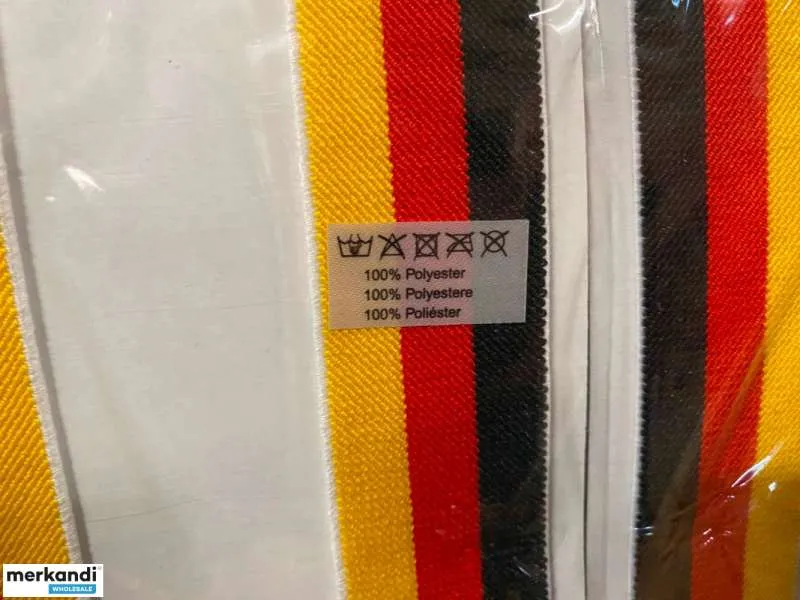 100% Polyester
100% Polyestere
100% Poliéster
merkandi
WHOLESALE